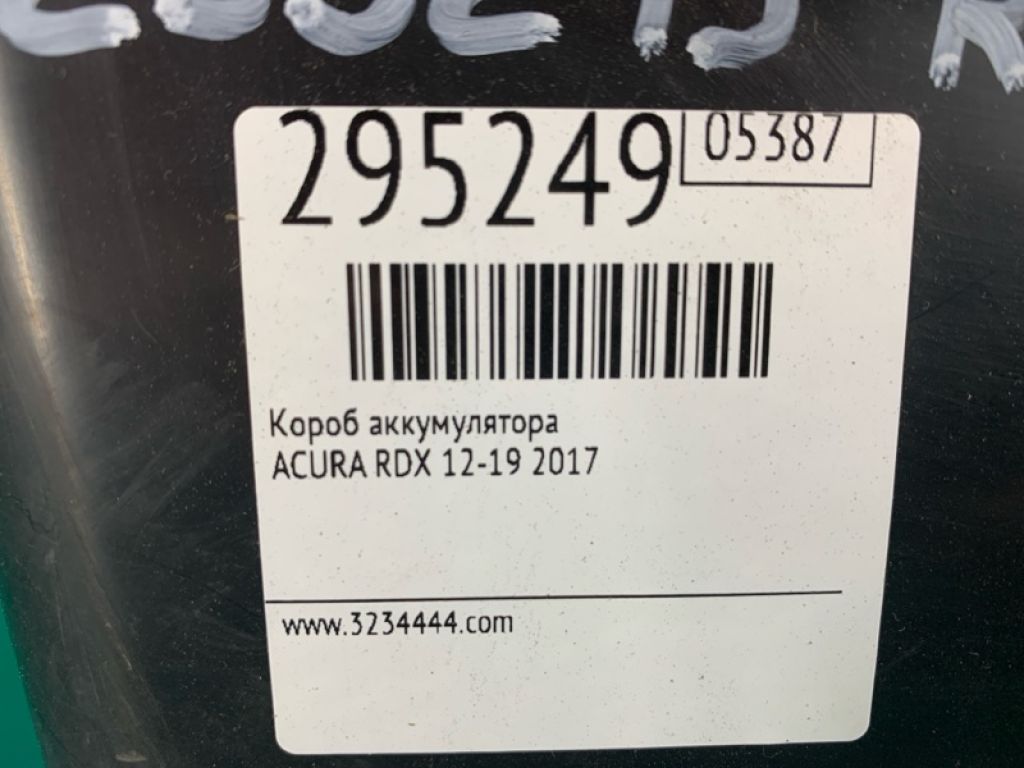 295249
05387
Короб аккумулятора
ACURA RDX 12-19 2017
www.3234444.com